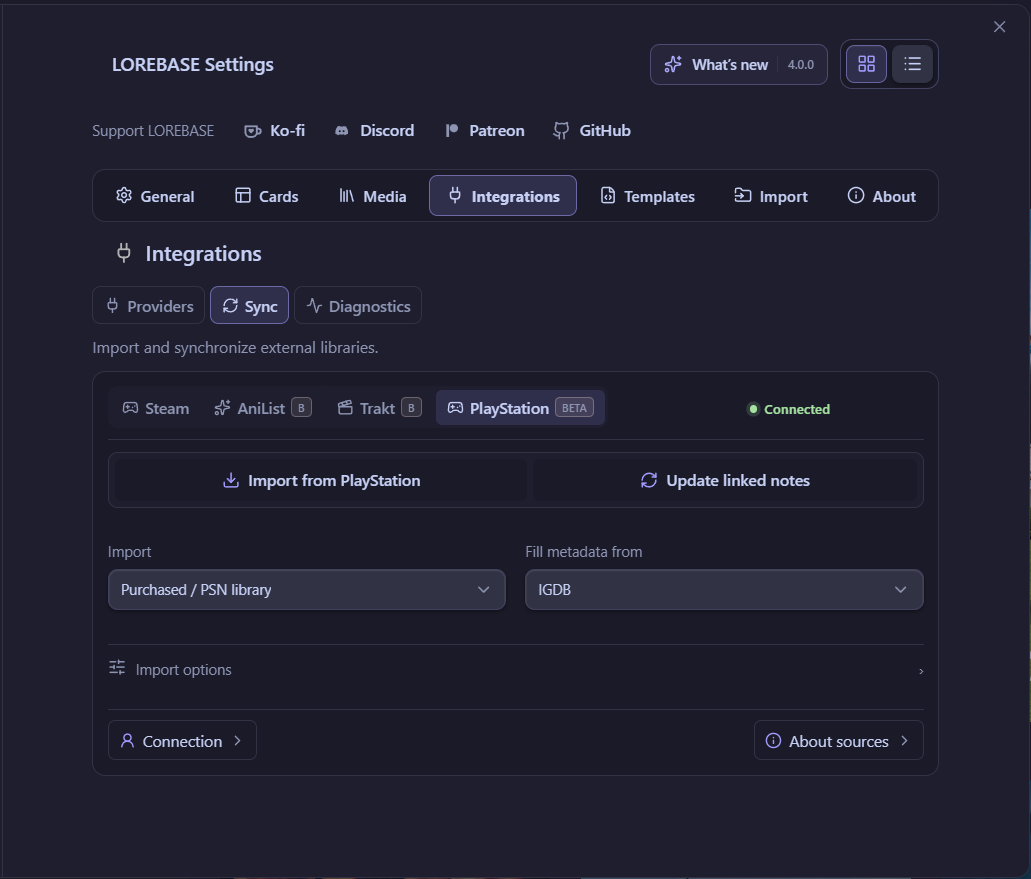 LOREBASE Settings
What's new 4.0.0
Support LOREBASE Ko-fi Discord Patreon GitHub
General Cards Media Integrations Templates Import About
Integrations
Providers Sync Diagnostics
Import and synchronize external libraries.
Steam AniList B Trakt B PlayStation BETA Connected
Import from PlayStation Update linked notes
Import Fill metadata from
Purchased / PSN library IGDB
Import options
Connection About sources